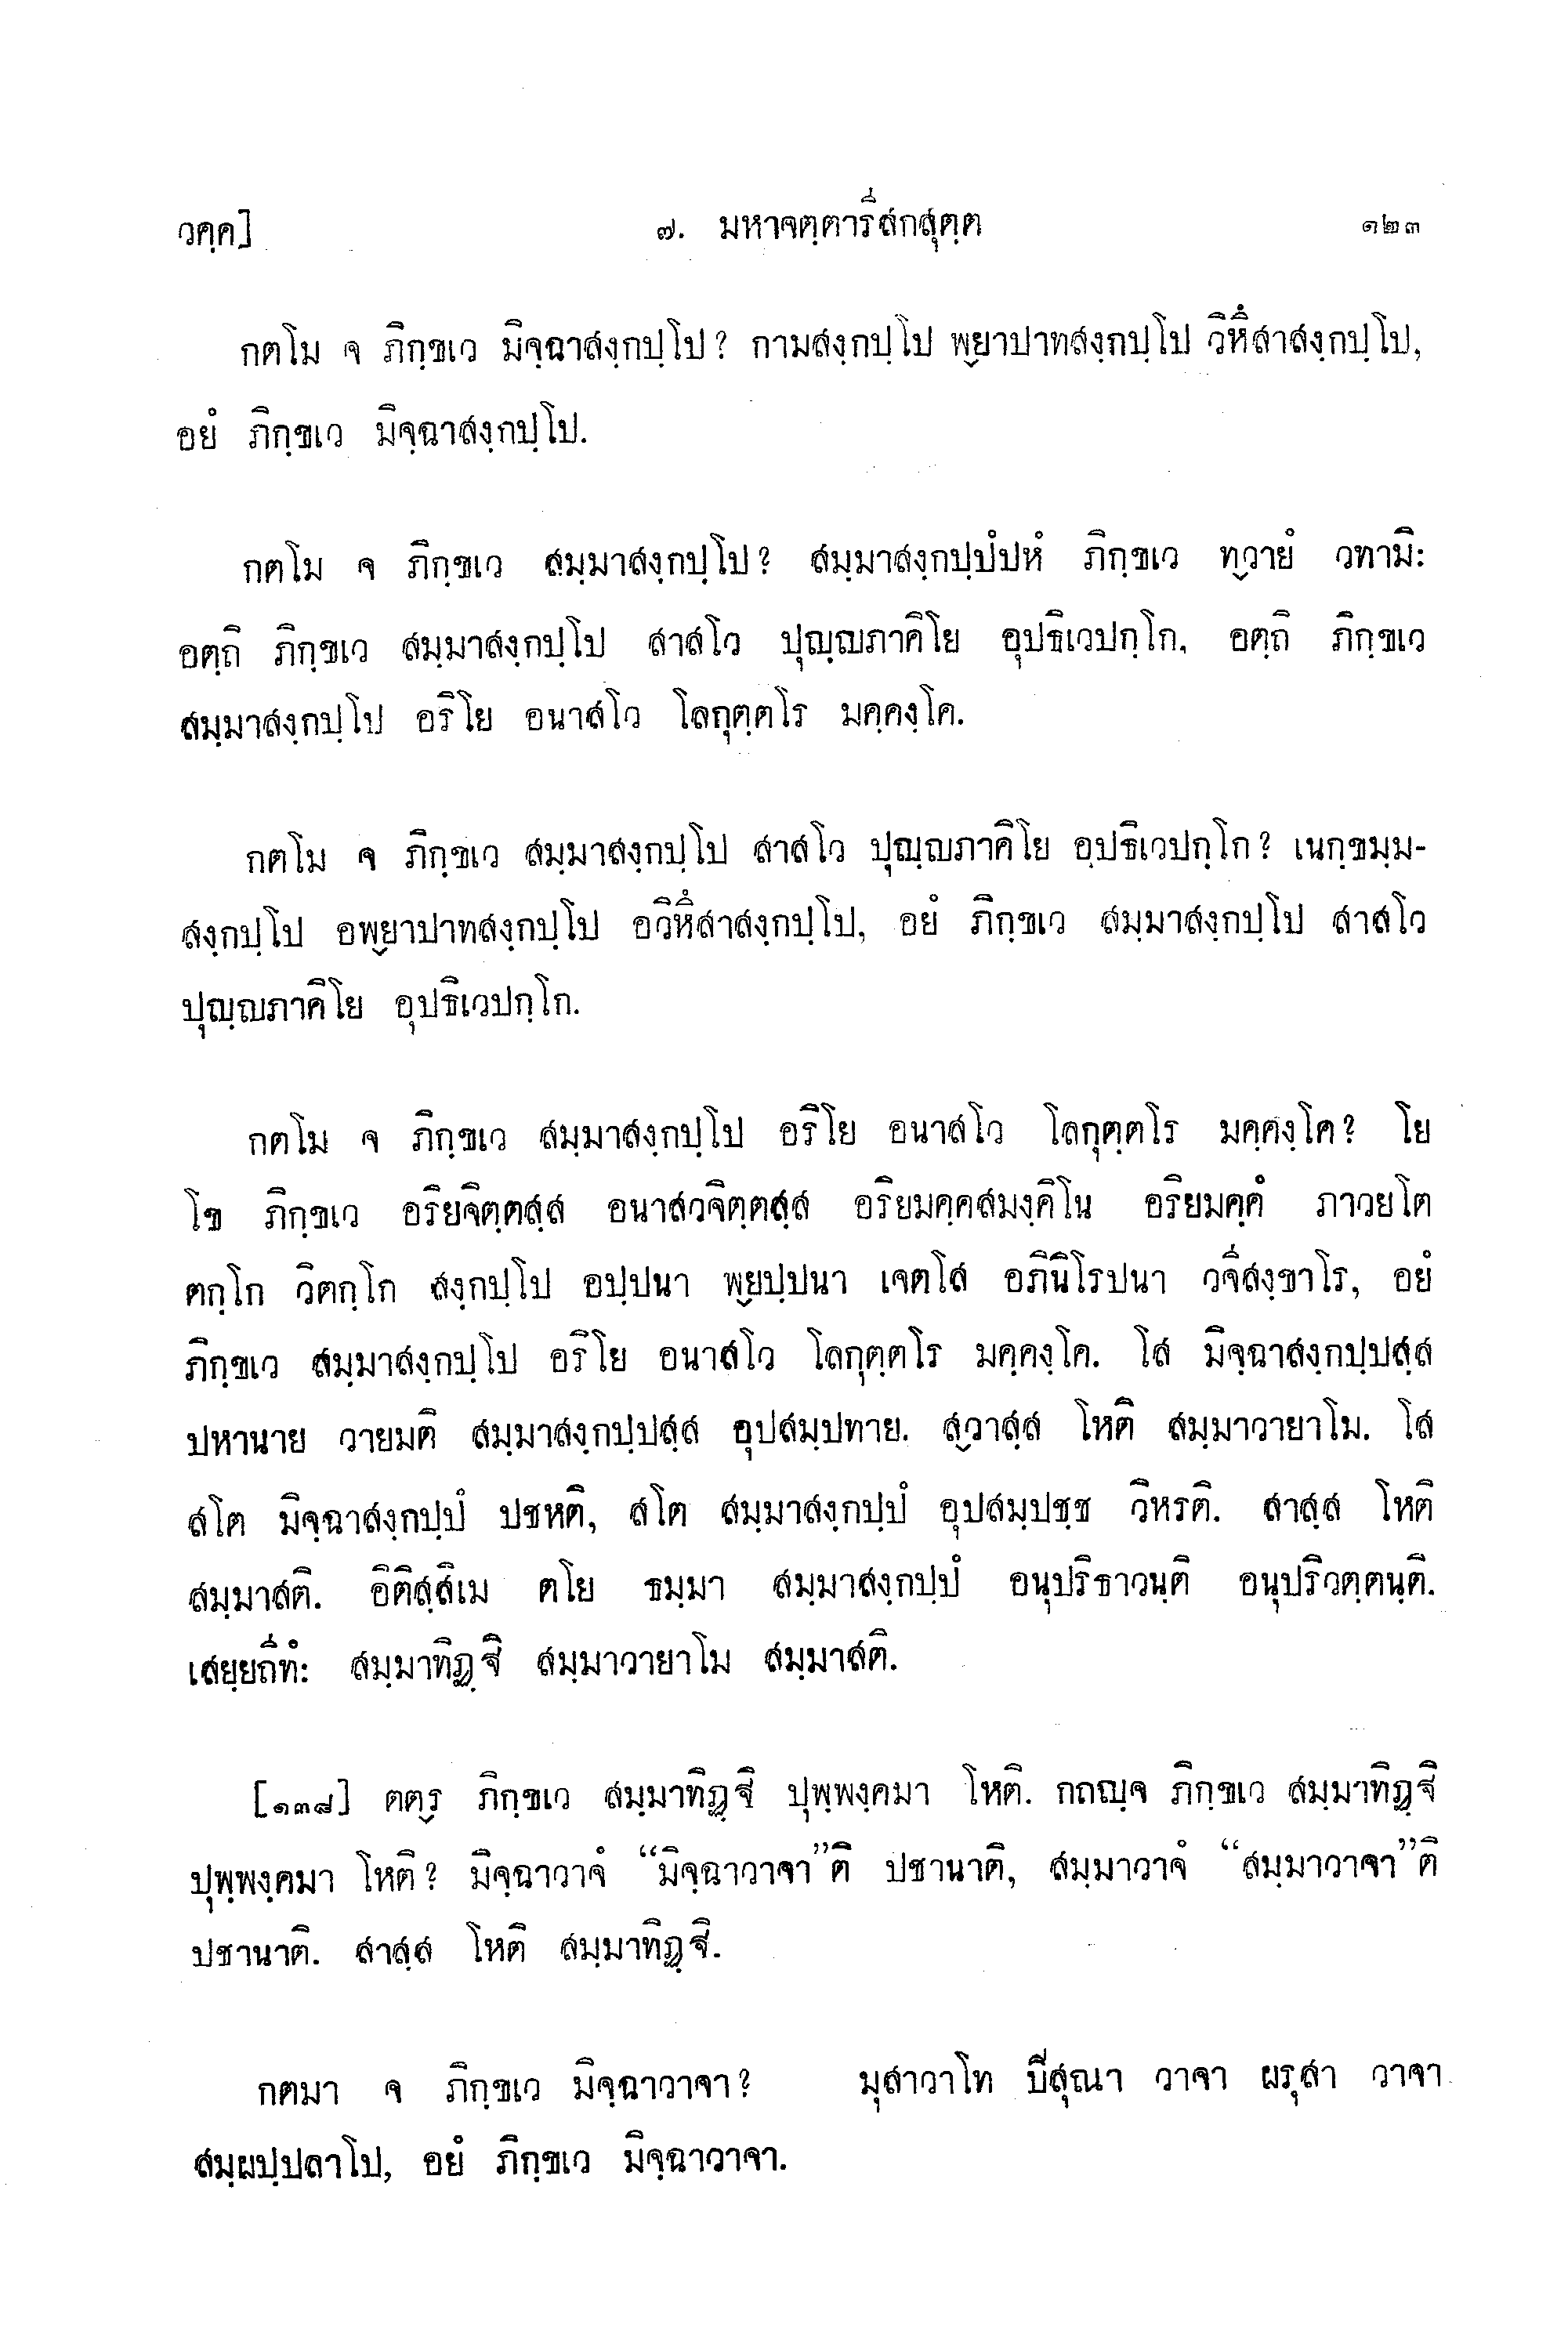 วคฺค]
๗. มหาจตฺตารึสกสุตฺต
๑๒๓
กตโม จ ภิกฺขเว มิจฺฉาสงฺกปฺโป? กามสงฺกปฺโป พฺยาปาทสงฺกปฺโป วิหึสาสงฺกปฺโป,
อยํ ภิกฺขเว มิจฺฉาสงฺกปฺโป.
กตโม จ ภิกฺขเว สมฺมาสงฺกปฺโป? สมฺมาสงฺกปฺปํปหํ ภิกฺขเว ทฺวายํ วทามิ:
อตฺถิ ภิกฺขเว สมฺมาสงฺกปฺโป สาสโว ปุญฺญภาคิโย อุปธิเวปกฺโก, อตฺถิ ภิกฺขเว
สมฺมาสงฺกปฺโป อริโย อนาสโว โลกุตฺตโร มคฺคงฺโค.
กตโม จ ภิกฺขเว สมฺมาสงฺกปฺโป สาสโว ปุญฺญภาคิโย อุปธิเวปกฺโก? เนกฺขมฺม-
สงฺกปฺโป อพฺยาปาทสงฺกปฺโป อวิหึสาสงฺกปฺโป, อยํ ภิกฺขเว สมฺมาสงฺกปฺโป สาสโว
ปุญฺญภาคิโย อุปธิเวปกฺโก.
กตโม จ ภิกฺขเว สมฺมาสงฺกปฺโป อริโย อนาสโว โลกุตฺตโร มคฺคงฺโค? โย
โข ภิกฺขเว อริยจิตฺตสฺส อนาสวจิตฺตสฺส อริยมคฺคสมงฺคิโน อริยมคฺคํ ภาวยโต
ตกฺโก วิตกฺโก สงฺกปฺโป อปฺปนา พฺยปฺปนา เจตโส อภินิโรปนา วจีสงฺขาโร, อยํ
ภิกฺขเว สมฺมาสงฺกปฺโป อริโย อนาสโว โลกุตฺตโร มคฺคงฺโค. โส มิจฺฉาสงฺกปฺปสฺส
ปหานาย วายมติ สมฺมาสงฺกปฺปสฺส อุปสมฺปทาย. สฺวาสฺส โหติ สมฺมาวายาโม. โส
สโต มิจฺฉาสงฺกปฺปํ ปชหติ, สโต สมฺมาสงฺกปฺปํ อุปสมฺปชฺช วิหรติ. สาสฺส โหติ
สมฺมาสติ. อิติสฺสิเม ตโย ธมฺมา สมฺมาสงฺกปฺปํ อนุปริธาวนฺติ อนุปริวตฺตนฺติ.
เสยฺยถีทํ: สมฺมาทิฏฺฐิ สมฺมาวายาโม สมฺมาสติ.
[๑๓๘] ตตฺร ภิกฺขเว สมฺมาทิฏฺฐิ ปุพฺพงฺคมา โหติ. กถญฺจ ภิกฺขเว สมฺมาทิฏฺฐิ
ปุพฺพงฺคมา โหติ? มิจฺฉาวาจํ “มิจฺฉาวาจา”ติ ปชานาติ, สมฺมาวาจํ “สมฺมาวาจา”ติ
ปชานาติ. สาสฺส โหติ สมฺมาทิฏฺฐิ.
กตมา จ ภิกฺขเว มิจฺฉาวาจา? มุสาวาโท ปิสุณา วาจา ผรุสา วาจา
สมฺผปฺปลาโป, อยํ ภิกฺขเว มิจฺฉาวาจา.